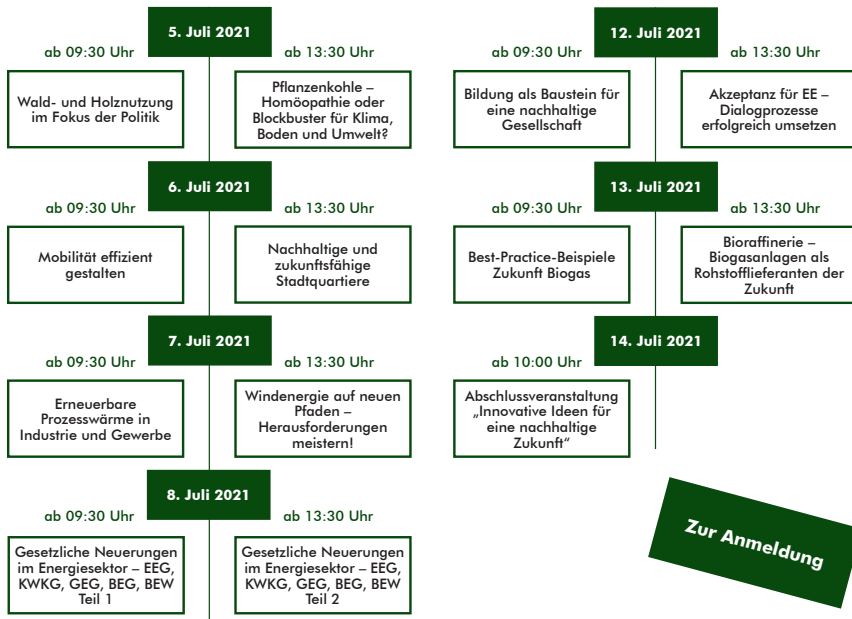 5. Juli 2021
ab 09:30 Uhr
Wald- und Holznutzung
im Fokus der Politik
ab 13:30 Uhr
Pflanzenkohle –
Homöopathie oder
Blockbuster für Klima,
Boden und Umwelt?
6. Juli 2021
ab 09:30 Uhr
Mobilität effizient
gestalten
ab 13:30 Uhr
Nachhaltige und
zukunftsfähige
Stadtquartiere
7. Juli 2021
ab 09:30 Uhr
Erneuerbare
Prozesswärme in
Industrie und Gewerbe
ab 13:30 Uhr
Windenergie auf neuen
Pfaden –
Herausforderungen
meistern!
8. Juli 2021
ab 09:30 Uhr
Gesetzliche Neuerungen
im Energiesektor – EEG,
KWKG, GEG, BEG, BEW
Teil 1
ab 13:30 Uhr
Gesetzliche Neuerungen
im Energiesektor – EEG,
KWKG, GEG, BEG, BEW
Teil 2
12. Juli 2021
ab 09:30 Uhr
Bildung als Baustein für
eine nachhaltige
Gesellschaft
ab 13:30 Uhr
Akzeptanz für EE –
Dialogprozesse
erfolgreich umsetzen
13. Juli 2021
ab 09:30 Uhr
Best-Practice-Beispiele
Zukunft Biogas
ab 13:30 Uhr
Bioraffinerie –
Biogasanlagen als
Rohstofflieferanten der
Zukunft
14. Juli 2021
ab 10:00 Uhr
Abschlussveranstaltung
„Innovative Ideen für
eine nachhaltige
Zukunft“
Zur Anmeldung